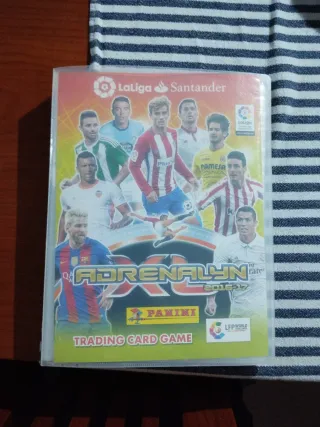 LaLiga Santander
ADRENALYN
XL
2016-17
PANINI
TRADING CARD GAME